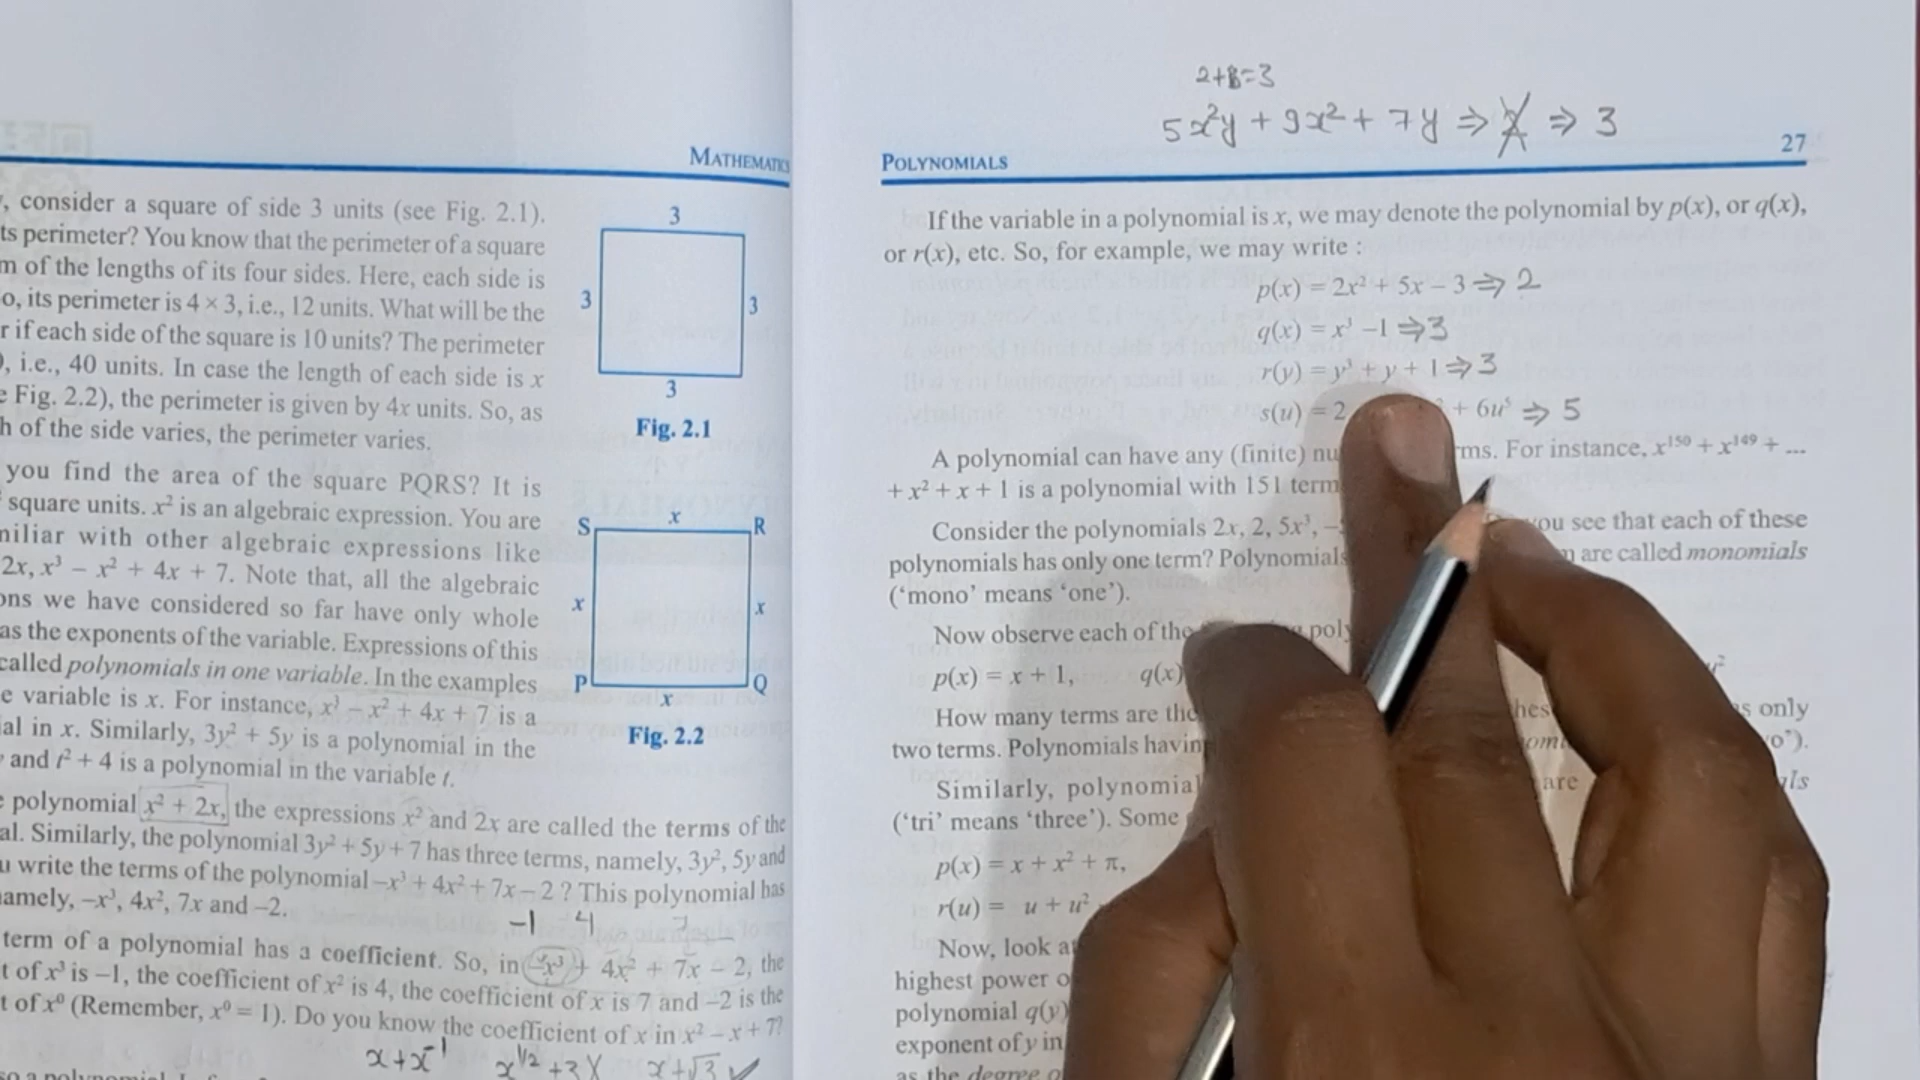 MATHEMATICS
, consider a square of side 3 units (see Fig. 2.1).
ts perimeter? You know that the perimeter of a square
m of the lengths of its four sides. Here, each side is
o, its perimeter is 4 × 3, i.e., 12 units. What will be the
r if each side of the square is 10 units? The perimeter
), i.e., 40 units. In case the length of each side is x
e Fig. 2.2), the perimeter is given by 4x units. So, as
h of the side varies, the perimeter varies.
3
3
3
3
Fig. 2.1
you find the area of the square PQRS? It is
square units. x² is an algebraic expression. You are
niliar with other algebraic expressions like
2x, x³ – x² + 4x + 7. Note that, all the algebraic
ons we have considered so far have only whole
as the exponents of the variable. Expressions of this
called polynomials in one variable. In the examples
e variable is x. For instance, x³ – x² + 4x + 7 is a
al in x. Similarly, 3y² + 5y is a polynomial in the
and t² + 4 is a polynomial in the variable t.
S x R
x x
P x Q
Fig. 2.2
e polynomial x² + 2x, the expressions x² and 2x are called the terms of the
al. Similarly, the polynomial 3y² + 5y + 7 has three terms, namely, 3y², 5y and
u write the terms of the polynomial –x³ + 4x² + 7x – 2 ? This polynomial has
amely, –x³, 4x², 7x and –2.
-1 4 7
term of a polynomial has a coefficient. So, in –x³ + 4x² + 7x – 2, the
t of x³ is –1, the coefficient of x² is 4, the coefficient of x is 7 and –2 is the
t of x⁰ (Remember, x⁰ = 1). Do you know the coefficient of x in x² – x + 7?
x+x⁻¹ x^1/2 +3 x+√3
2+1=3
5x²y + 9x² + 7y ⇒ 2 ⇒ 3
POLYNOMIALS 27
If the variable in a polynomial is x, we may denote the polynomial by p(x), or q(x),
or r(x), etc. So, for example, we may write :
p(x) = 2x² + 5x – 3 ⇒ 2
q(x) = x³ –1 ⇒ 3
r(y) = y³ + y + 1 ⇒ 3
s(u) = 2 + 6u⁵ ⇒ 5
A polynomial can have any (finite) nu ms. For instance, x¹⁵⁰ + x¹⁴⁹ + ...
+ x² + x + 1 is a polynomial with 151 term
Consider the polynomials 2x, 2, 5x³, – you see that each of these
polynomials has only one term? Polynomials are called monomials
(‘mono’ means ‘one’).
Now observe each of the pol
p(x) = x + 1, q(x)
How many terms are the only
two terms. Polynomials having
Similarly, polynomial are
(‘tri’ means ‘three’). Some
p(x) = x + x² + π,
r(u) = u + u²
Now, look a
highest power o
polynomial q(y)
exponent of y in
as the degree o